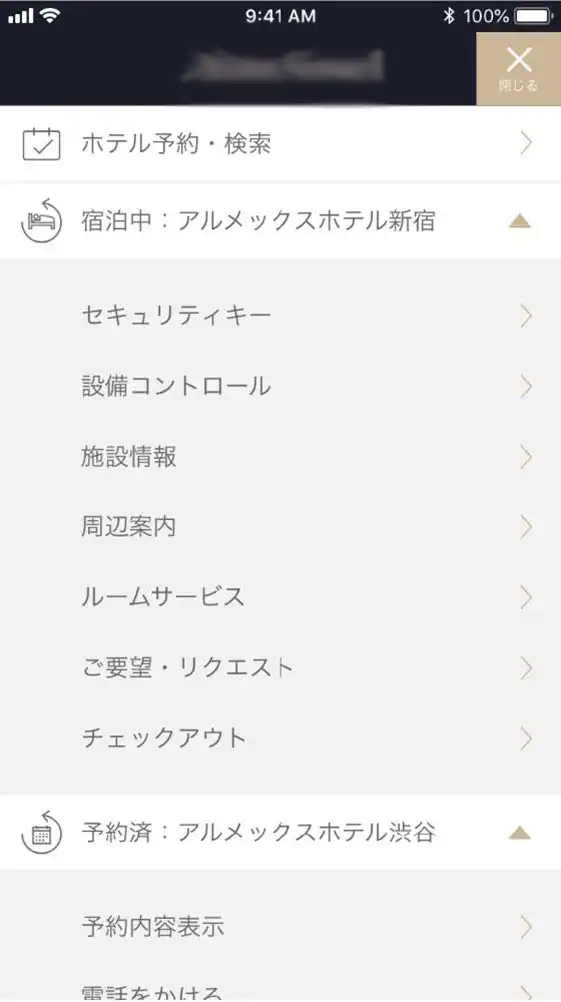 9:41 AM
100%
閉じる
ホテル予約・検索
宿泊中：アルメックスホテル新宿
セキュリティキー
設備コントロール
施設情報
周辺案内
ルームサービス
ご要望・リクエスト
チェックアウト
予約済：アルメックスホテル渋谷
予約内容表示
電話をかける